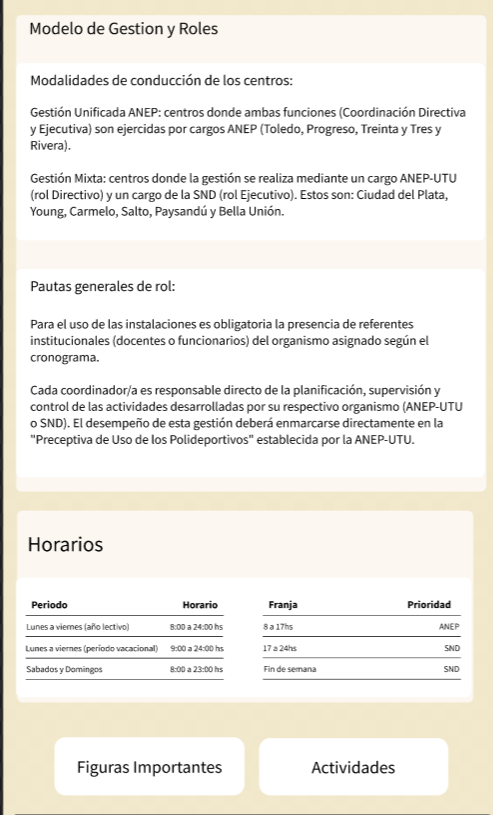 Modelo de Gestion y Roles
Modalidades de conducción de los centros:
Gestión Unificada ANEP: centros donde ambas funciones (Coordinación Directiva
y Ejecutiva) son ejercidas por cargos ANEP (Toledo, Progreso, Treinta y Tres y
Rivera).
Gestión Mixta: centros donde la gestión se realiza mediante un cargo ANEP-UTU
(rol Directivo) y un cargo de la SND (rol Ejecutivo). Estos son: Ciudad del Plata,
Young, Carmelo, Salto, Paysandú y Bella Unión.
Pautas generales de rol:
Para el uso de las instalaciones es obligatoria la presencia de referentes
institucionales (docentes o funcionarios) del organismo asignado según el
cronograma.
Cada coordinador/a es responsable directo de la planificación, supervisión y
control de las actividades desarrolladas por su respectivo organismo (ANEP-UTU
o SND). El desempeño de esta gestión deberá enmarcarse directamente en la
"Preceptiva de Uso de los Polideportivos" establecida por la ANEP-UTU.
Horarios
Periodo Horario
Lunes a viernes (año lectivo) 8:00 a 24:00 hs
Lunes a viernes (período vacacional) 9:00 a 24:00 hs
Sabados y Domingos 8:00 a 23:00 hs
Franja Prioridad
8 a 17hs ANEP
17 a 24hs SND
Fin de semana SND
Figuras Importantes
Actividades